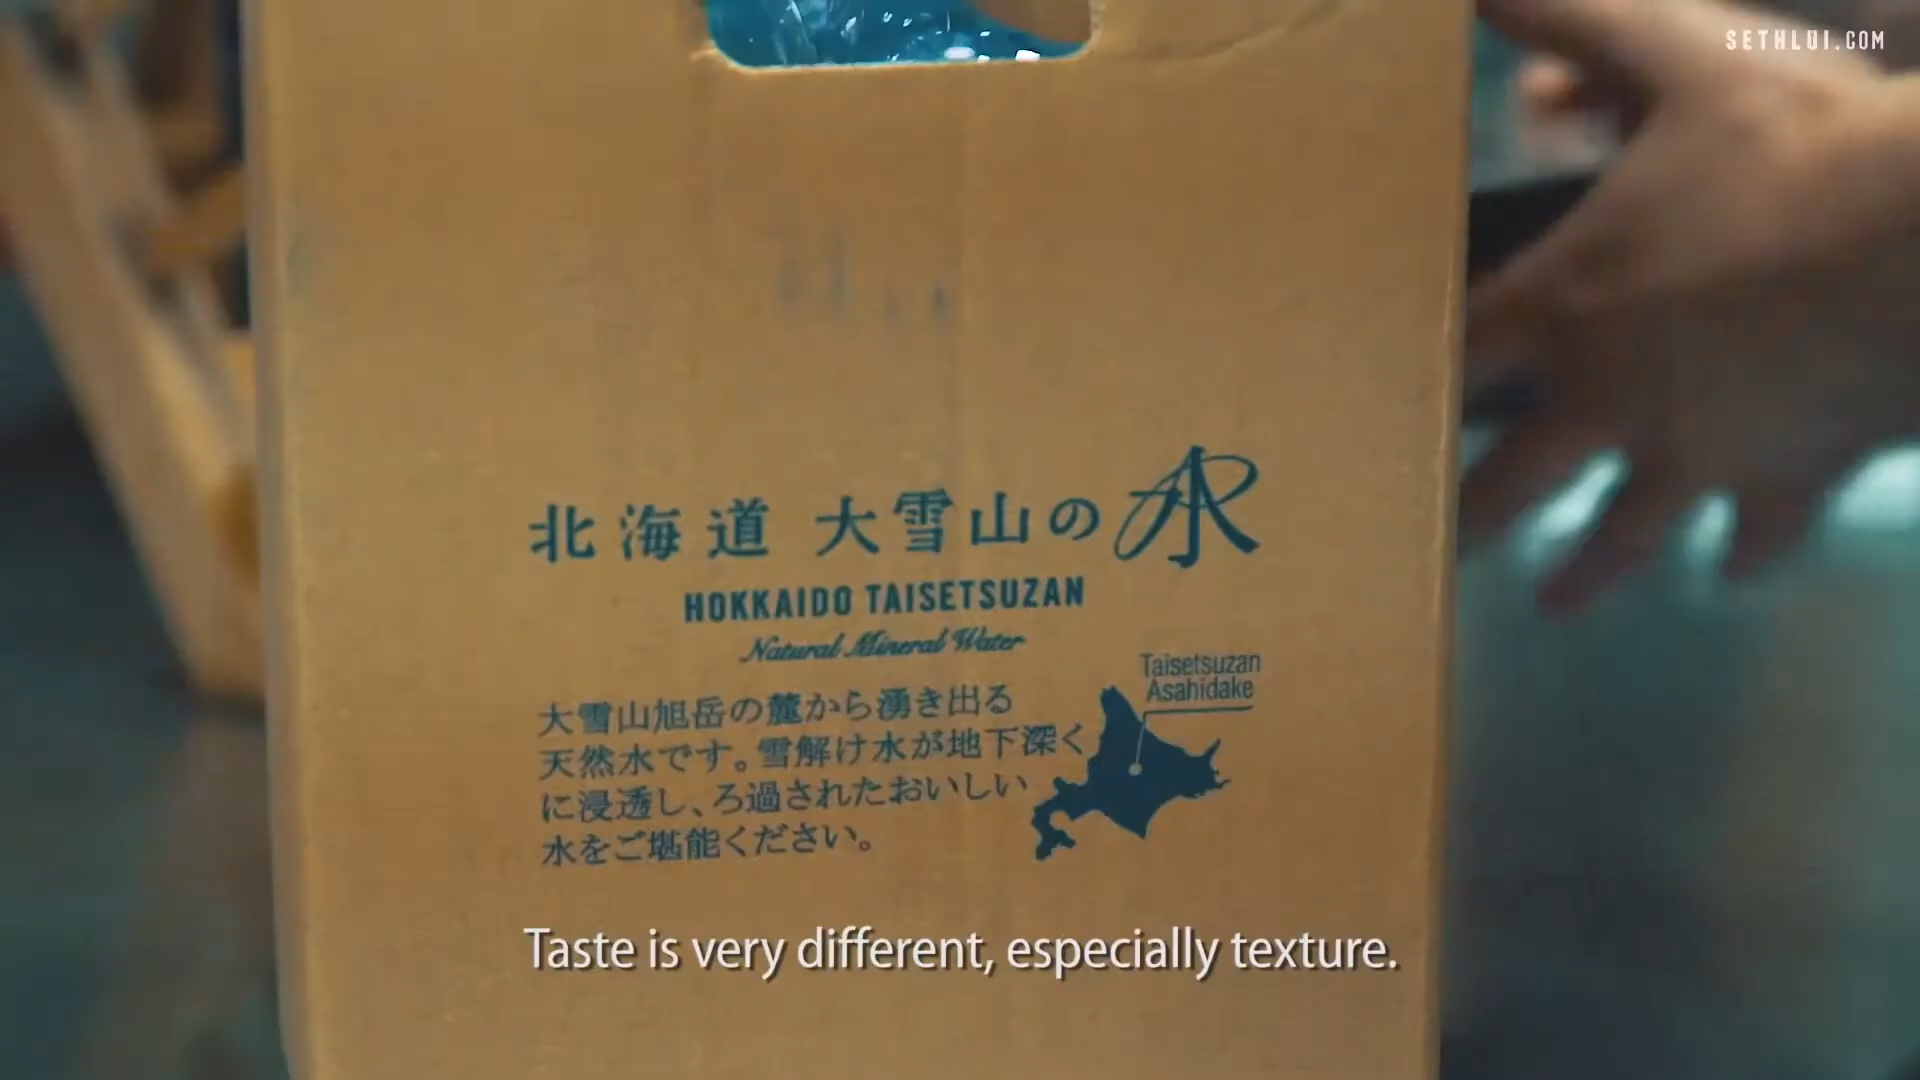 SETHLUI.COM
北海道 大雪山の水
HOKKAIDO TAISETSUZAN
Natural Mineral Water
Taisetsuzan
Asahidake
大雪山旭岳の麓から湧き出る
天然水です。雪解け水が地下深く
に浸透し、ろ過されたおいしい
水をご堪能ください。
Taste is very different, especially texture.